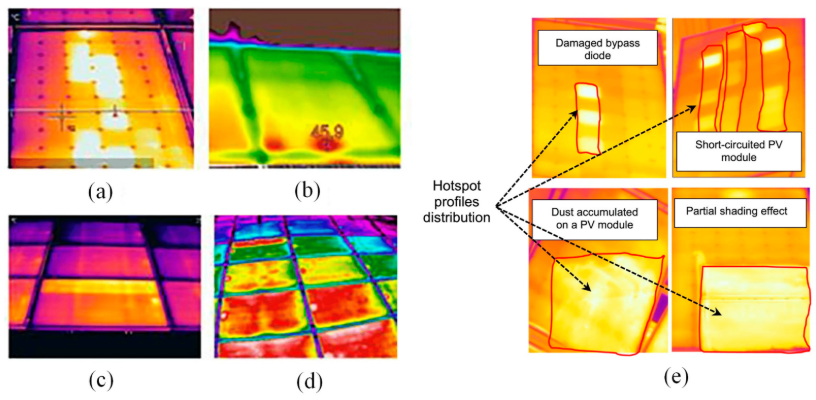 °C
45.9
(a)
(b)
(c)
(d)
Damaged bypass
diode
Short-circuited PV
module
Hotspot
profiles
distribution
Dust accumulated
on a PV module
Partial shading effect
(e)